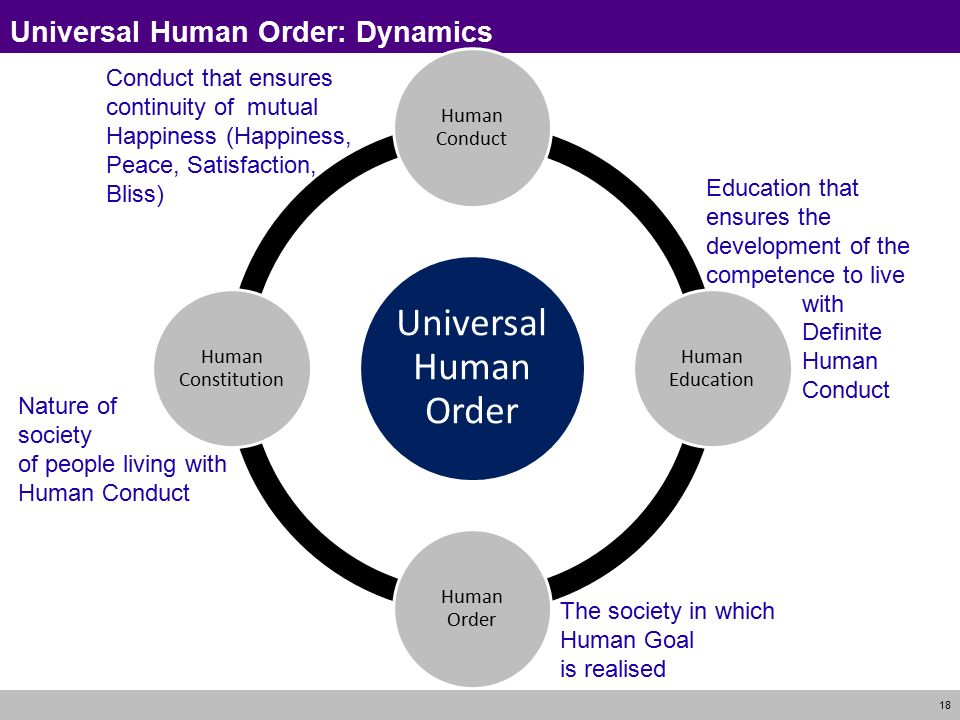 Universal Human Order: Dynamics
Conduct that ensures
continuity of mutual
Happiness (Happiness,
Peace, Satisfaction,
Bliss)
Human
Conduct
Education that
ensures the
development of the
competence to live
with
Definite
Human
Conduct
Human
Education
Universal
Human
Order
Human
Constitution
Nature of
society
of people living with
Human Conduct
Human
Order
The society in which
Human Goal
is realised
18